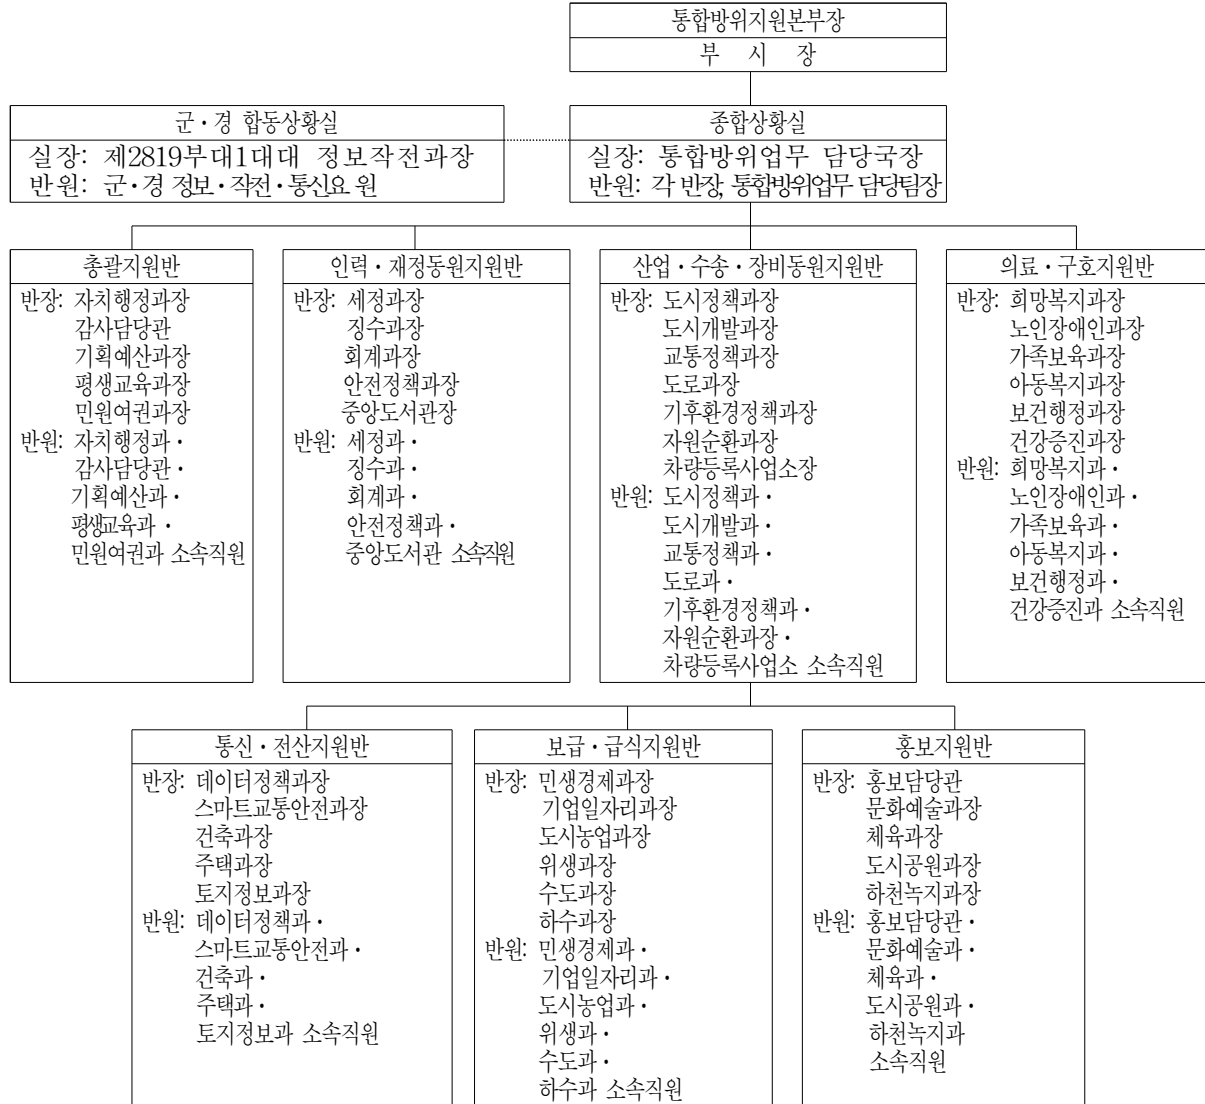 통합방위지원본부장
부 시 장
군·경 합동상황실
실장: 제2819부대1대대 정보작전과장
반원: 군·경 정보·작전·통신요 원
종합상황실
실장: 통합방위업무 담당국장
반원: 각 반장, 통합방위업무 담당팀장
총괄지원반
반장: 자치행정과장
감사담당관
기획예산과장
평생교육과장
민원여권과장
반원: 자치행정과·
감사담당관·
기획예산과·
평생교육과·
민원여권과 소속직원
인력·재정동원지원반
반장: 세정과장
징수과장
회계과장
안전정책과장
중앙도서관장
반원: 세정과·
징수과·
회계과·
안전정책과·
중앙도서관 소속직원
산업·수송·장비동원지원반
반장: 도시정책과장
도시개발과장
교통정책과장
도로과장
기후환경정책과장
자원순환과장
차량등록사업소장
반원: 도시정책과·
도시개발과·
교통정책과·
도로과·
기후환경정책과·
자원순환과장·
차량등록사업소 소속직원
의료·구호지원반
반장: 희망복지과장
노인장애인과장
가족보육과장
아동복지과장
보건행정과장
건강증진과장
반원: 희망복지과·
노인장애인과·
가족보육과·
아동복지과·
보건행정과·
건강증진과 소속직원
통신·전산지원반
반장: 데이터정책과장
스마트교통안전과장
건축과장
주택과장
토지정보과장
반원: 데이터정책과·
스마트교통안전과·
건축과·
주택과·
토지정보과 소속직원
보급·급식지원반
반장: 민생경제과장
기업일자리과장
도시농업과장
위생과장
수도과장
하수과장
반원: 민생경제과·
기업일자리과·
도시농업과·
위생과·
수도과·
하수과 소속직원
홍보지원반
반장: 홍보담당관
문화예술과장
체육과장
도시공원과장
하천녹지과장
반원: 홍보담당관·
문화예술과·
체육과·
도시공원과·
하천녹지과
소속직원